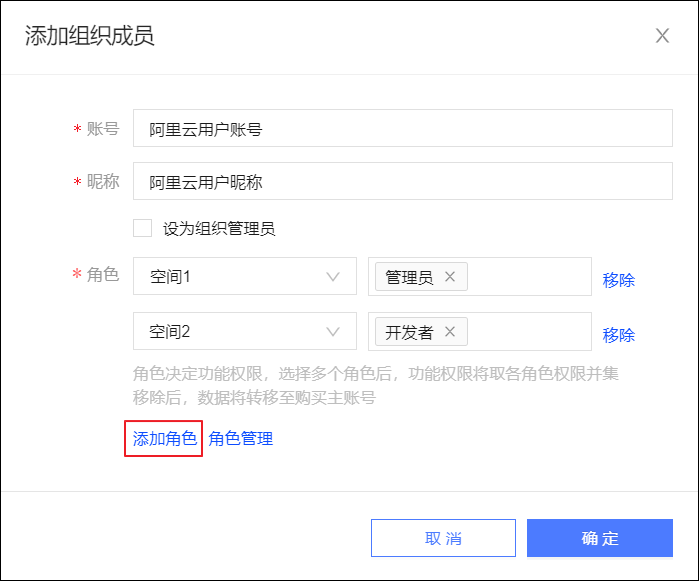 添加组织成员
* 账号 阿里云用户账号
* 昵称 阿里云用户昵称
设为组织管理员
* 角色 空间1 管理员 移除
空间2 开发者 移除
角色决定功能权限，选择多个角色后，功能权限将取各角色权限并集
移除后，数据将转移至购买主账号
添加角色 角色管理
取消 确定